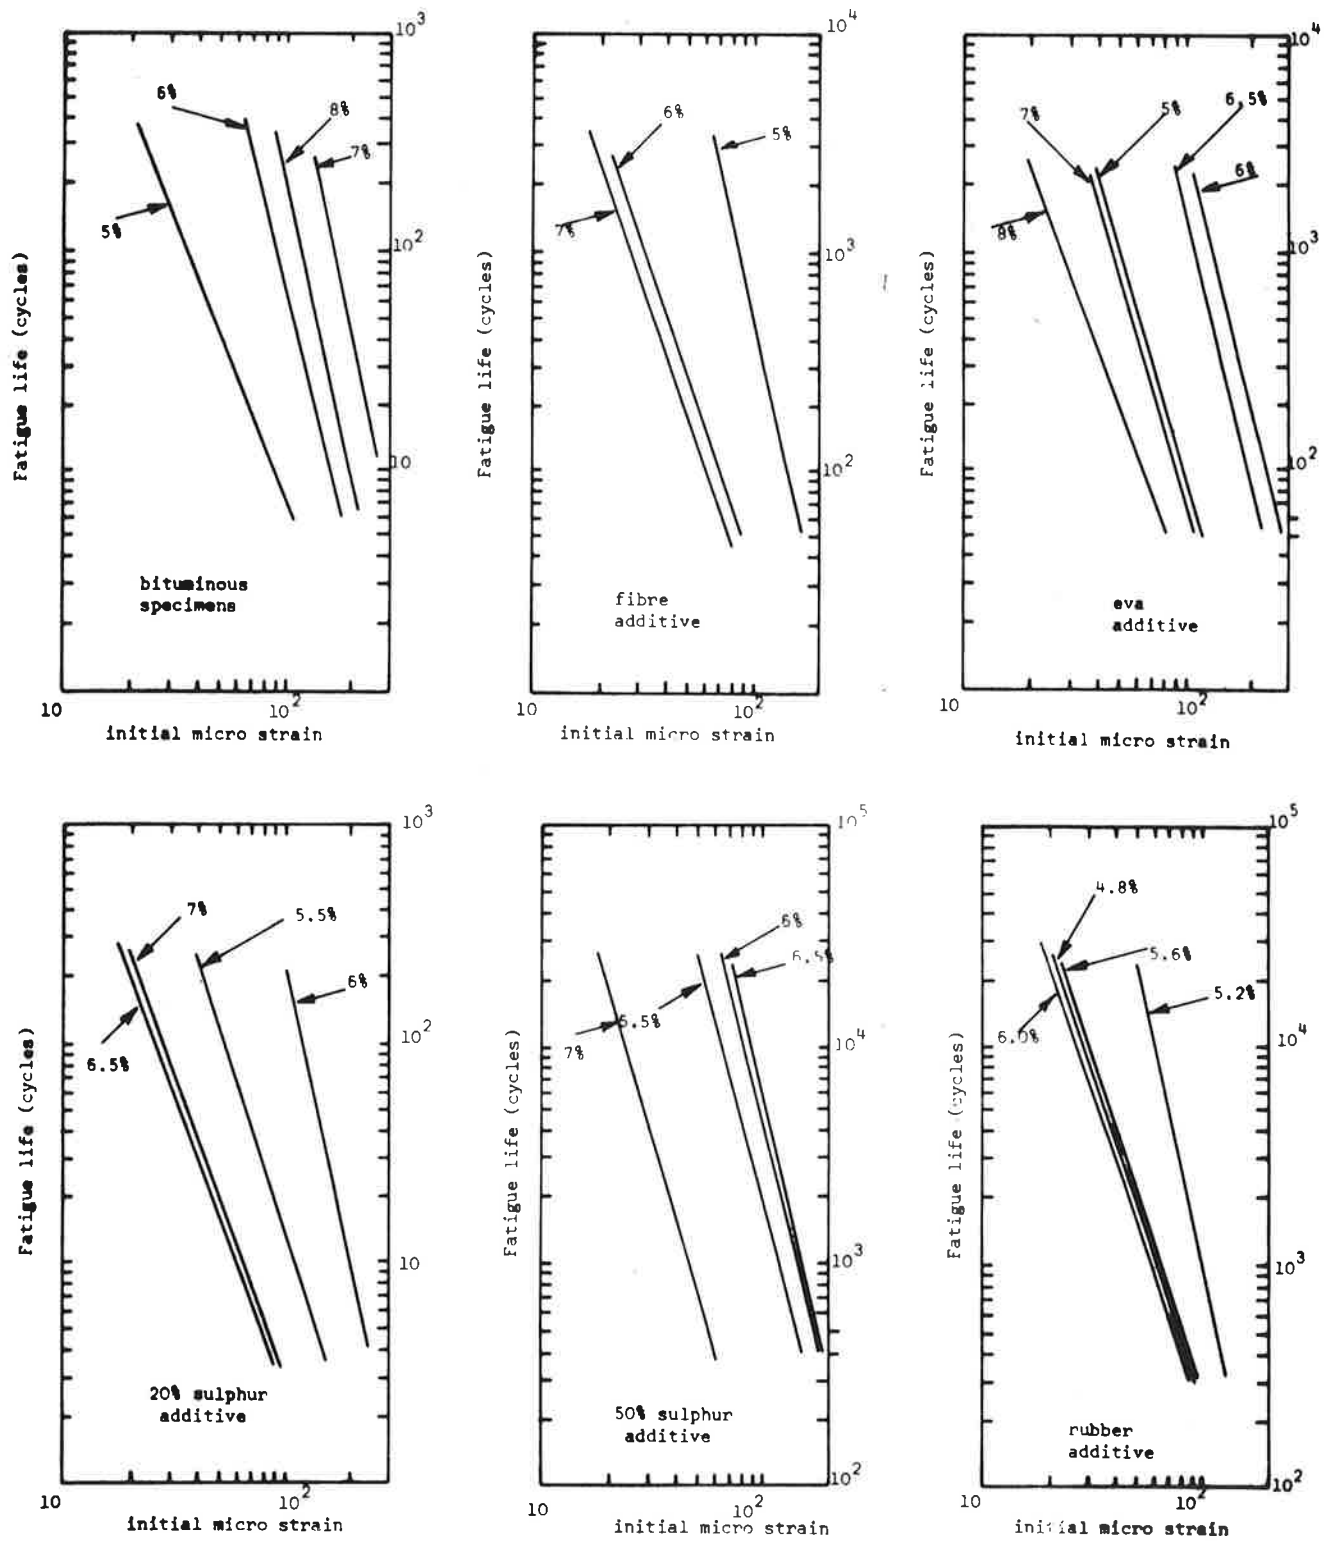 10³
6%
8%
7%
5%
10²
10
Fatigue life (cycles)
bituminous
specimens
10
10²
initial micro strain
10⁴
6%
5%
7%
10³
10²
Fatigue life (cycles)
fibre
additive
10
10²
initial micro strain
10⁴
7%
5%
6.5%
6%
8%
10³
10²
Fatigue life (cycles)
eva
additive
10
10²
initial micro strain
10³
7%
5.5%
6%
6.5%
10²
10
Fatigue life (cycles)
20% sulphur
additive
10
10²
initial micro strain
10⁵
6%
6.5%
7%
10⁴
10³
10²
Fatigue life (cycles)
50% sulphur
additive
10
10²
initial micro strain
10⁵
4.8%
5.6%
5.2%
6.0%
10⁴
10³
10²
Fatigue life (cycles)
rubber
additive
10
10²
initial micro strain